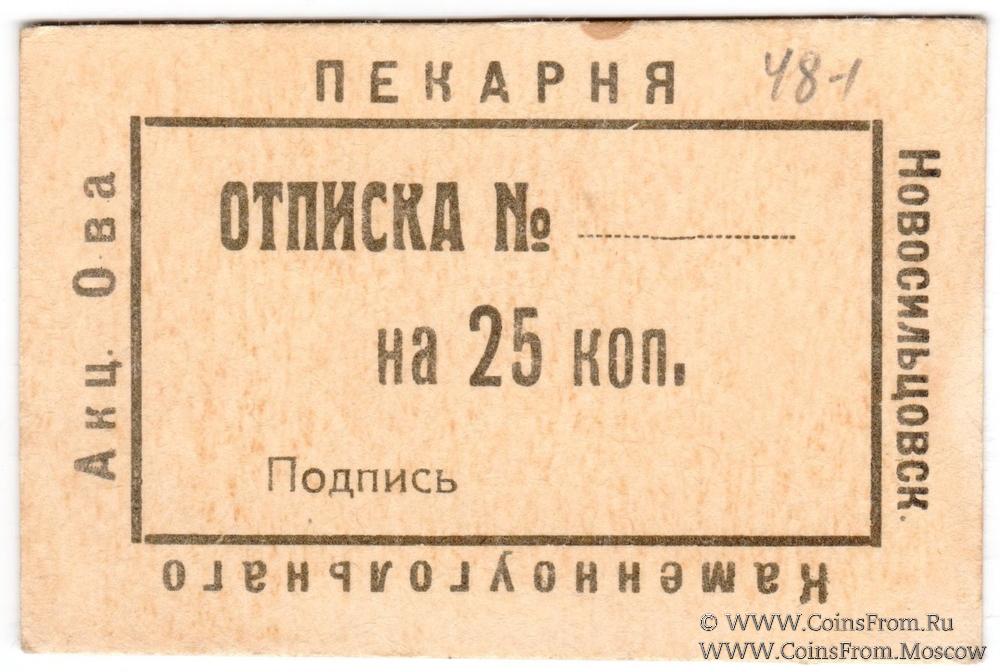 ПЕКАРНЯ
48-1
Новосильцовск.
Каменноугольнаго
Акц. О-ва
ОТПИСКА №
на 25 коп.
Подпись
© WWW.CoinsFrom.Ru
WWW.CoinsFrom.Moscow